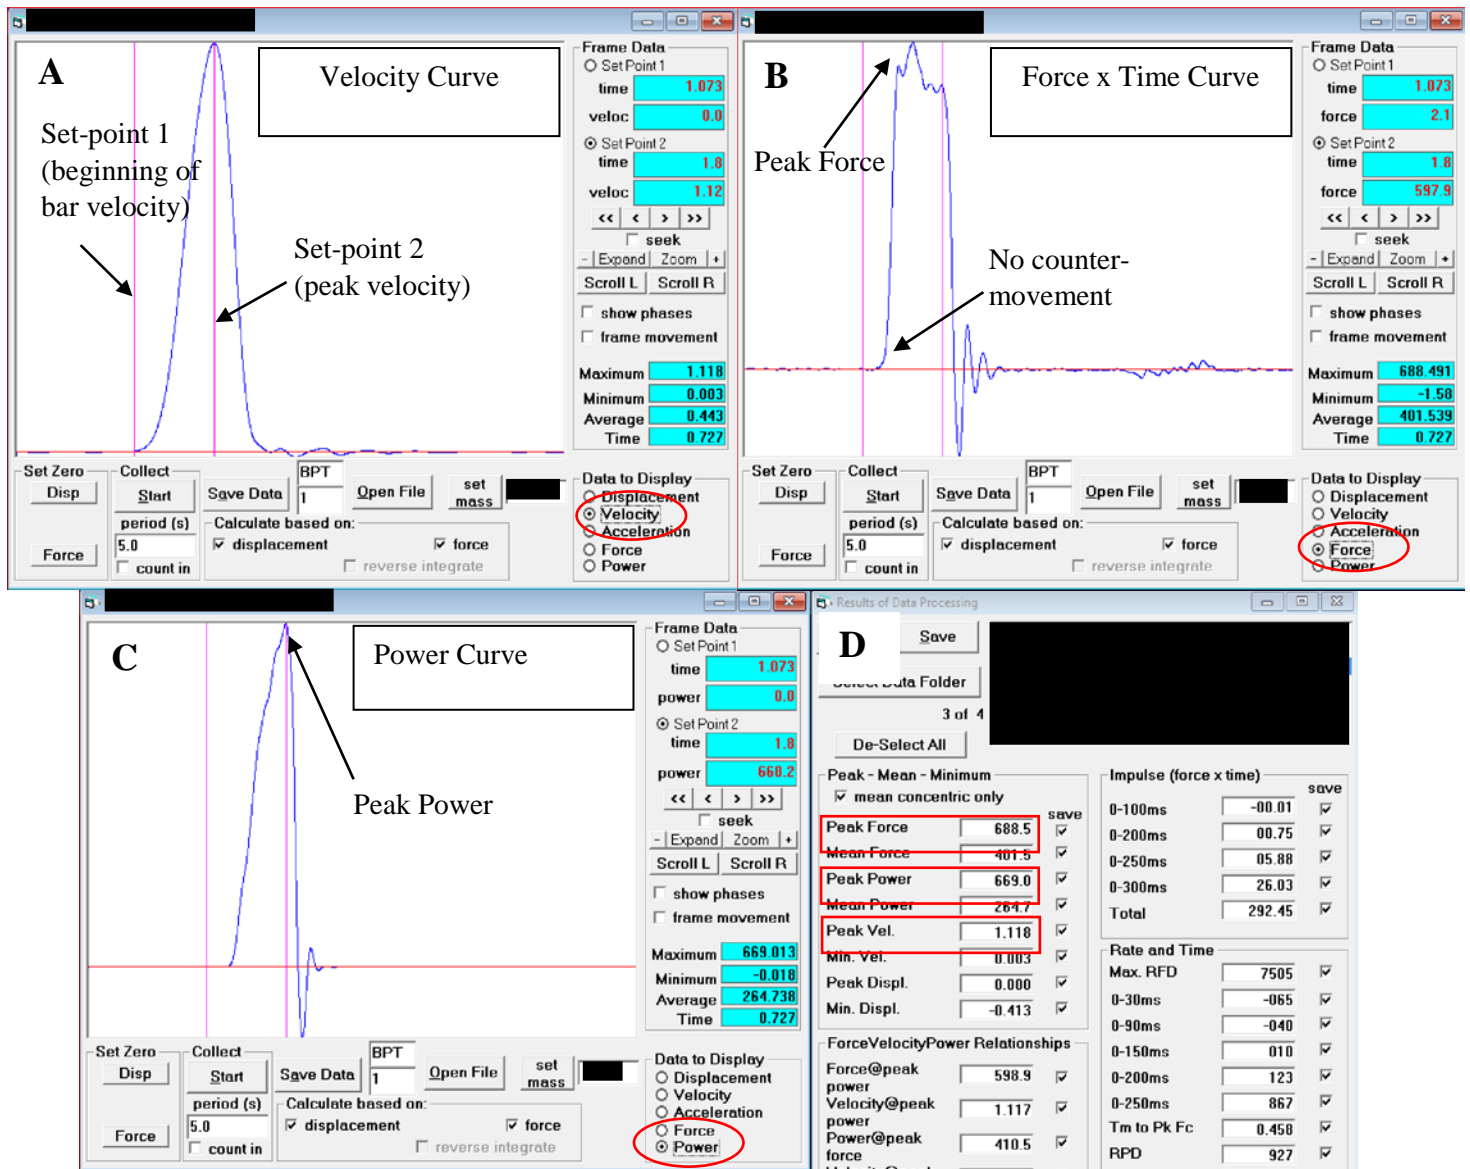 A
Velocity Curve
Set-point 1
(beginning of
bar velocity)
Set-point 2
(peak velocity)
Frame Data
Set Point 1
time 1.073
veloc 0.0
Set Point 2
time 1.8
veloc 1.12
<< < > >>
seek
- Expand Zoom +
Scroll L Scroll R
show phases
frame movement
Maximum 1.118
Minimum 0.003
Average 0.443
Time 0.727
Set Zero
Disp
Force
Collect
Start
period (s)
5.0
count in
Save Data
BPT
1
Open File
set
mass
Calculate based on:
displacement force
reverse integrate
Data to Display
Displacement
Velocity
Acceleration
Force
Power
B
Force x Time Curve
Peak Force
No counter-
movement
Frame Data
Set Point 1
time 1.073
force 2.1
Set Point 2
time 1.8
force 597.9
<< < > >>
seek
- Expand Zoom +
Scroll L Scroll R
show phases
frame movement
Maximum 688.491
Minimum -1.58
Average 401.539
Time 0.727
Set Zero
Disp
Force
Collect
Start
period (s)
5.0
count in
Save Data
BPT
1
Open File
set
mass
Calculate based on:
displacement force
reverse integrate
Data to Display
Displacement
Velocity
Acceleration
Force
Power
C
Power Curve
Peak Power
Frame Data
Set Point 1
time 1.073
power 0.0
Set Point 2
time 1.8
power 668.2
<< < > >>
seek
- Expand Zoom +
Scroll L Scroll R
show phases
frame movement
Maximum 669.013
Minimum -0.018
Average 264.738
Time 0.727
Set Zero
Disp
Force
Collect
Start
period (s)
5.0
count in
Save Data
BPT
1
Open File
set
mass
Calculate based on:
displacement force
reverse integrate
Data to Display
Displacement
Velocity
Acceleration
Force
Power
Results of Data Processing
D
Save
Select Data Folder
3 of 4
De-Select All
Peak - Mean - Minimum
mean concentric only
save
Peak Force 688.5
Mean Force 401.5
Peak Power 669.0
Mean Power 264.7
Peak Vel. 1.118
Min. Vel. 0.003
Peak Displ. 0.000
Min. Displ. -0.413
ForceVelocityPower Relationships
Force@peak
power 598.9
Velocity@peak
power 1.117
Power@peak
force 410.5
Impulse (force x time)
save
0-100ms -00.01
0-200ms 00.75
0-250ms 05.88
0-300ms 26.03
Total 292.45
Rate and Time
Max. RFD 7505
0-30ms -065
0-90ms -040
0-150ms 010
0-200ms 123
0-250ms 867
Tm to Pk Fc 0.458
RPD 927